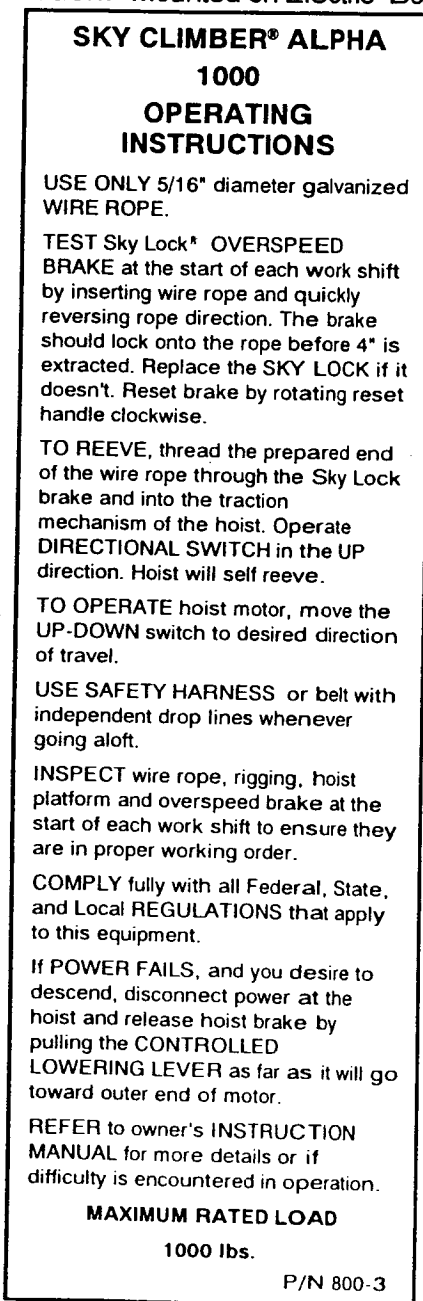 SKY CLIMBER® ALPHA
1000
OPERATING
INSTRUCTIONS
USE ONLY 5/16" diameter galvanized
WIRE ROPE.
TEST Sky Lock® OVERSPEED
BRAKE at the start of each work shift
by inserting wire rope and quickly
reversing rope direction. The brake
should lock onto the rope before 4" is
extracted. Replace the SKY LOCK if it
doesn't. Reset brake by rotating reset
handle clockwise.
TO REEVE, thread the prepared end
of the wire rope through the Sky Lock
brake and into the traction
mechanism of the hoist. Operate
DIRECTIONAL SWITCH in the UP
direction. Hoist will self reeve.
TO OPERATE hoist motor, move the
UP-DOWN switch to desired direction
of travel.
USE SAFETY HARNESS or belt with
independent drop lines whenever
going aloft.
INSPECT wire rope, rigging, hoist
platform and overspeed brake at the
start of each work shift to ensure they
are in proper working order.
COMPLY fully with all Federal, State,
and Local REGULATIONS that apply
to this equipment.
If POWER FAILS, and you desire to
descend, disconnect power at the
hoist and release hoist brake by
pulling the CONTROLLED
LOWERING LEVER as far as it will go
toward outer end of motor.
REFER to owner's INSTRUCTION
MANUAL for more details or if
difficulty is encountered in operation.
MAXIMUM RATED LOAD
1000 lbs.
P/N 800-3